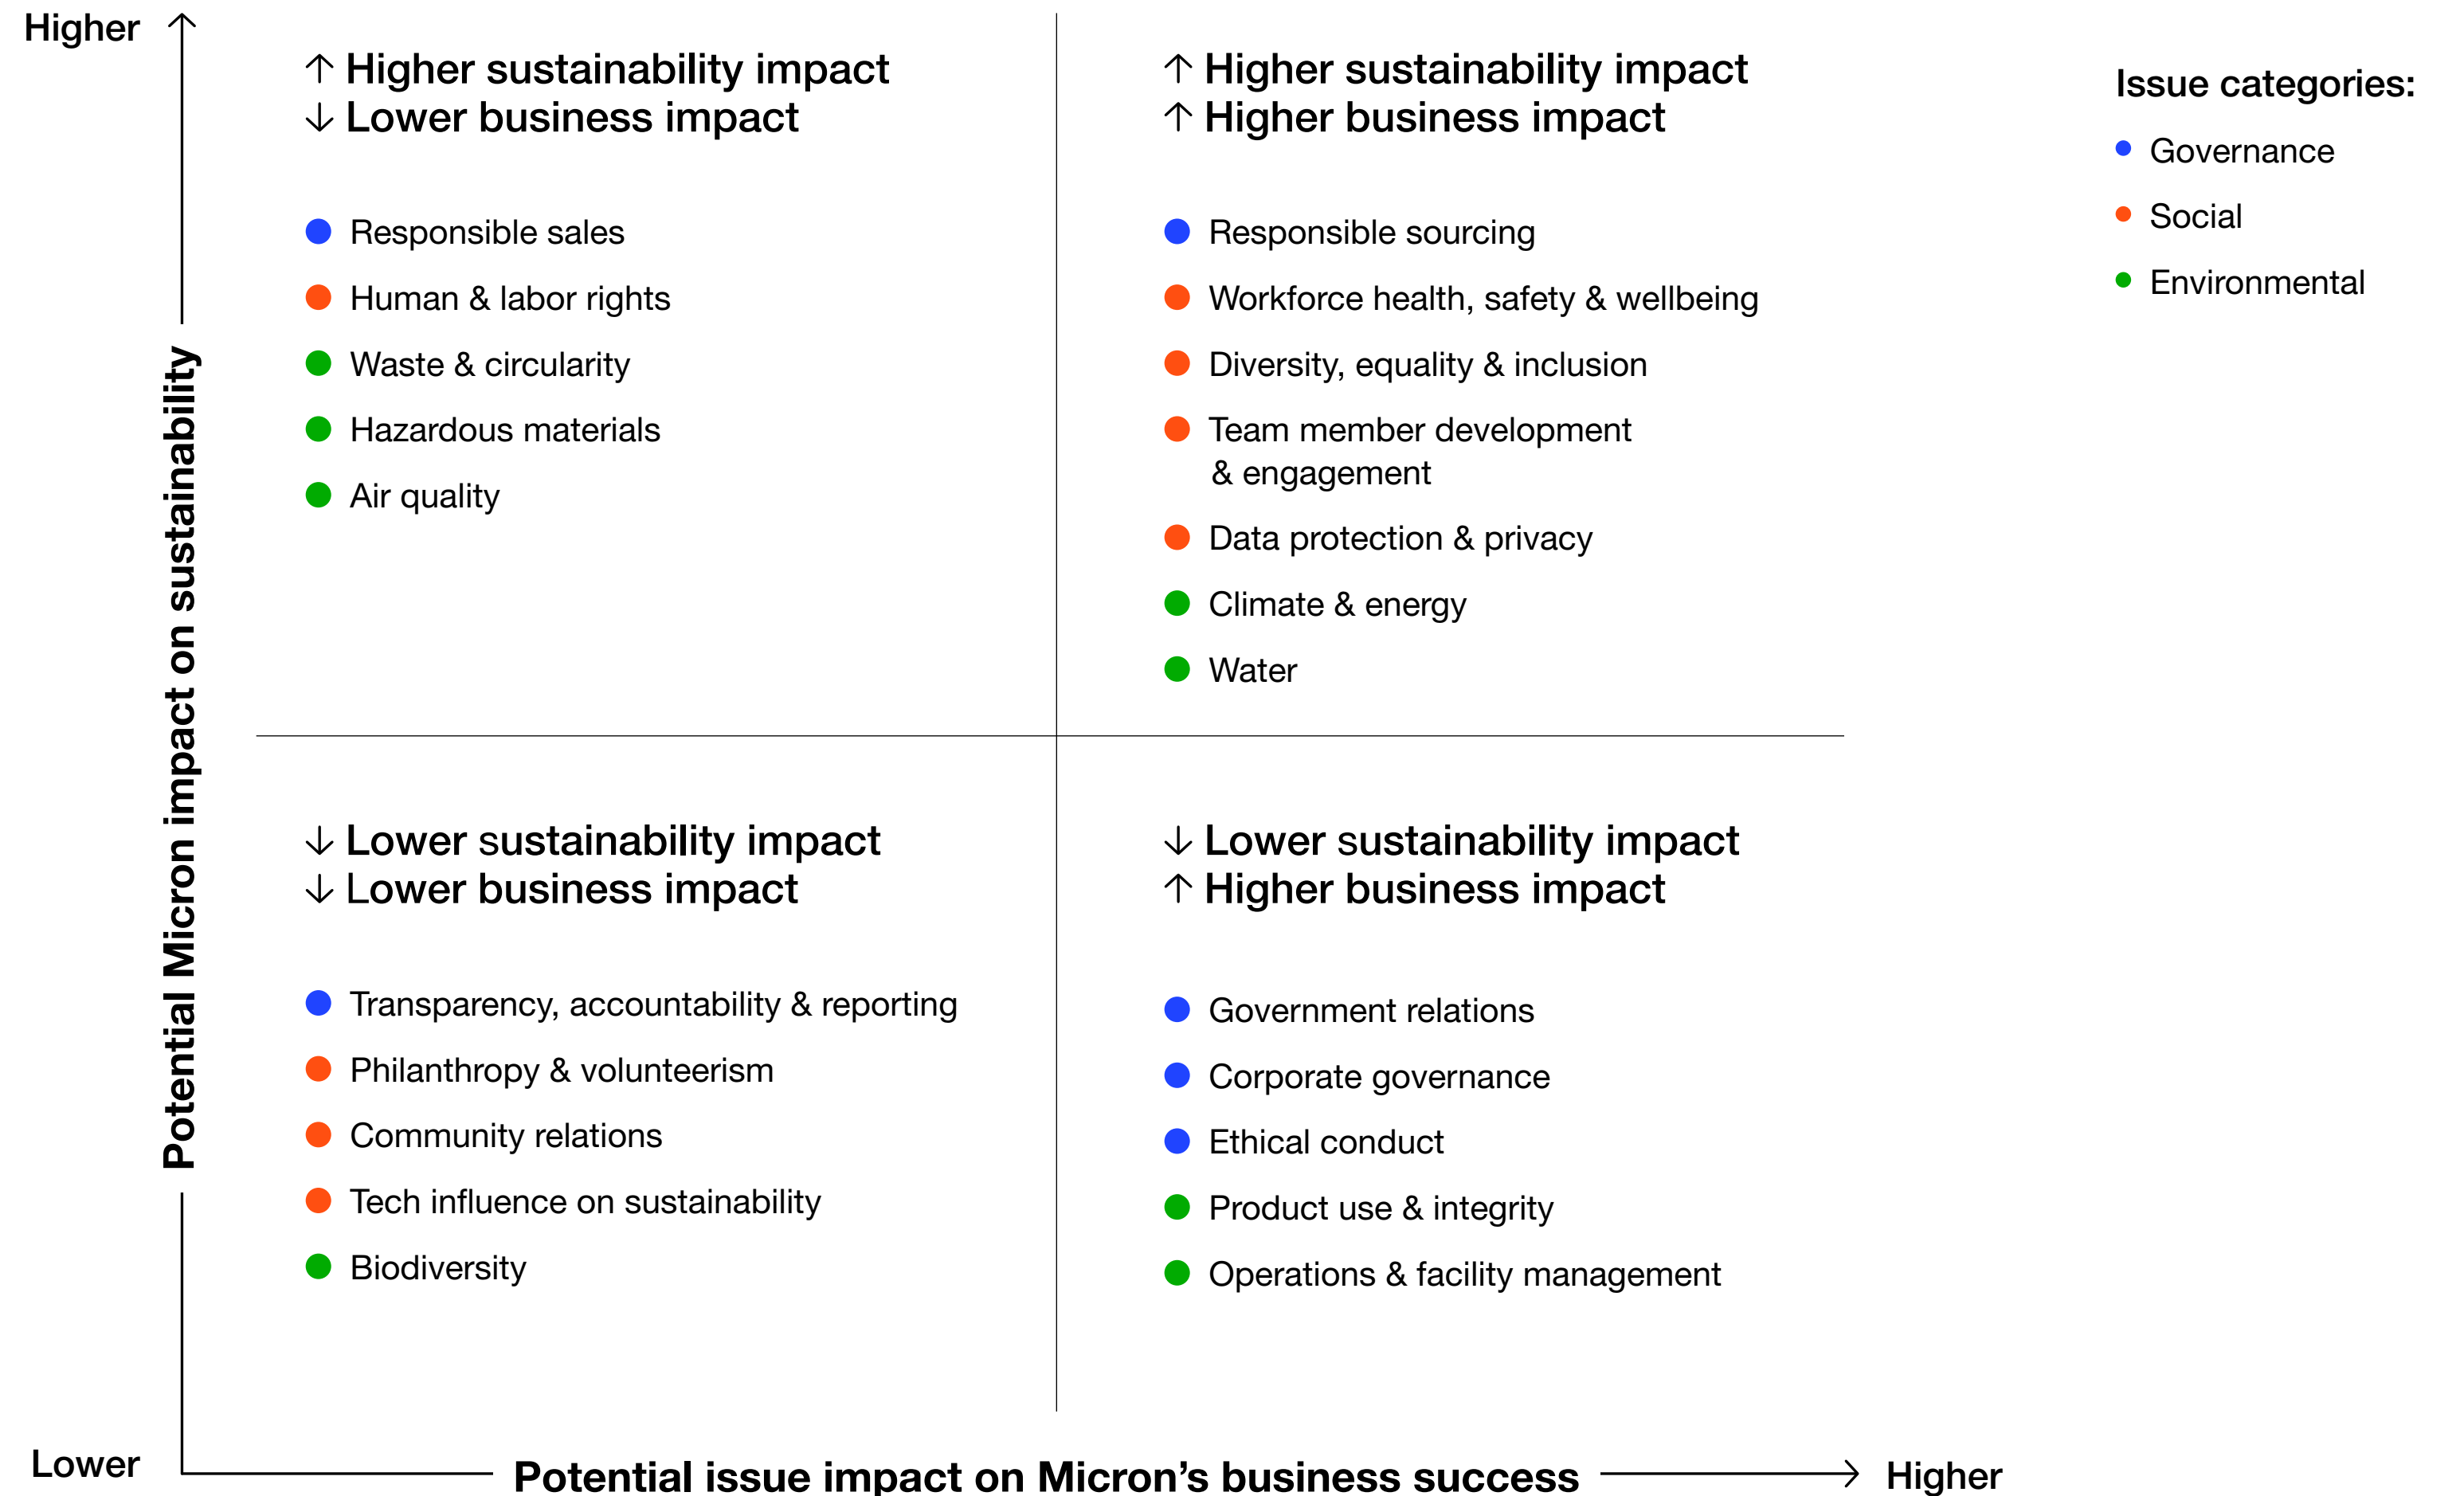 Higher
Potential Micron impact on sustainability
Lower
↑ Higher sustainability impact
↓ Lower business impact
Responsible sales
Human & labor rights
Waste & circularity
Hazardous materials
Air quality
↑ Higher sustainability impact
↑ Higher business impact
Responsible sourcing
Workforce health, safety & wellbeing
Diversity, equality & inclusion
Team member development
& engagement
Data protection & privacy
Climate & energy
Water
↓ Lower sustainability impact
↓ Lower business impact
Transparency, accountability & reporting
Philanthropy & volunteerism
Community relations
Tech influence on sustainability
Biodiversity
↓ Lower sustainability impact
↑ Higher business impact
Government relations
Corporate governance
Ethical conduct
Product use & integrity
Operations & facility management
Potential issue impact on Micron’s business success
Higher
Issue categories:
Governance
Social
Environmental